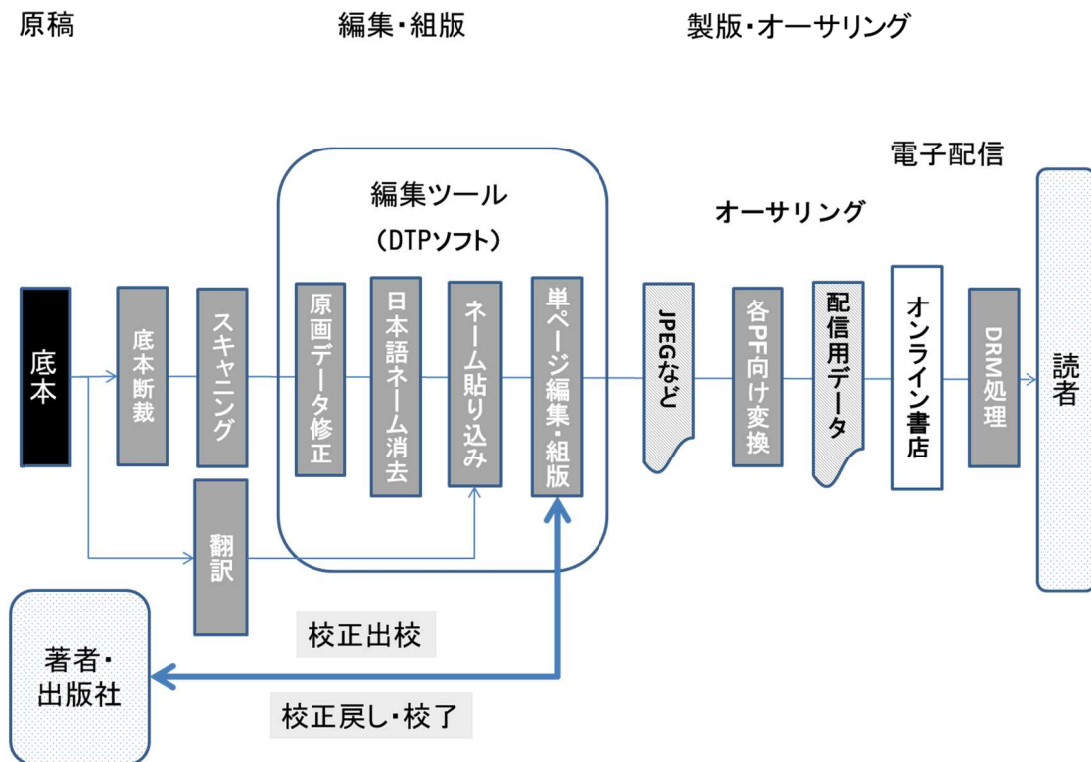 原稿
編集・組版
製版・オーサリング
電子配信
編集ツール
（DTPソフト）
オーサリング
底本
底本断裁
スキャニング
翻訳
原画データ修正
日本語ネーム消去
ネーム貼り込み
単ページ編集・組版
JPEGなど
各PF向け変換
配信用データ
オンライン書店
DRM処理
読者
著者・
出版社
校正出校
校正戻し・校了